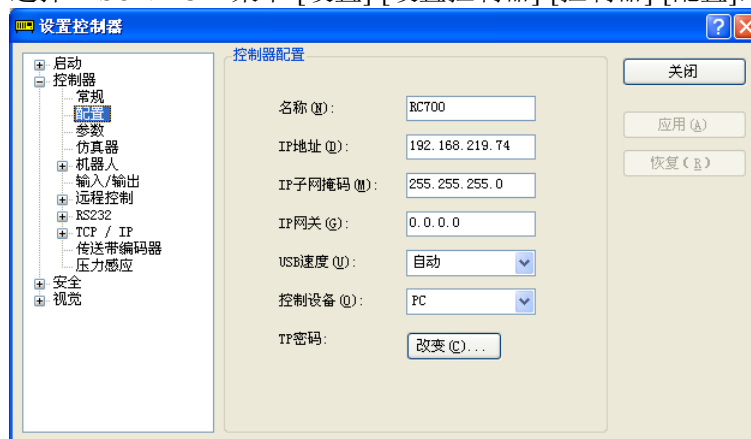 设置控制器
启动
控制器
常规
配置
参数
仿真器
机器人
输入/输出
远程控制
RS232
TCP / IP
传送带编码器
压力感应
安全
视觉
控制器配置
名称(N): RC700
IP地址(D): 192.168.219.74
IP子网掩码(M): 255.255.255.0
IP网关(G): 0.0.0.0
USB速度(U): 自动
控制设备(O): PC
TP密码: 改变(C)...
关闭
应用(A)
恢复(R)